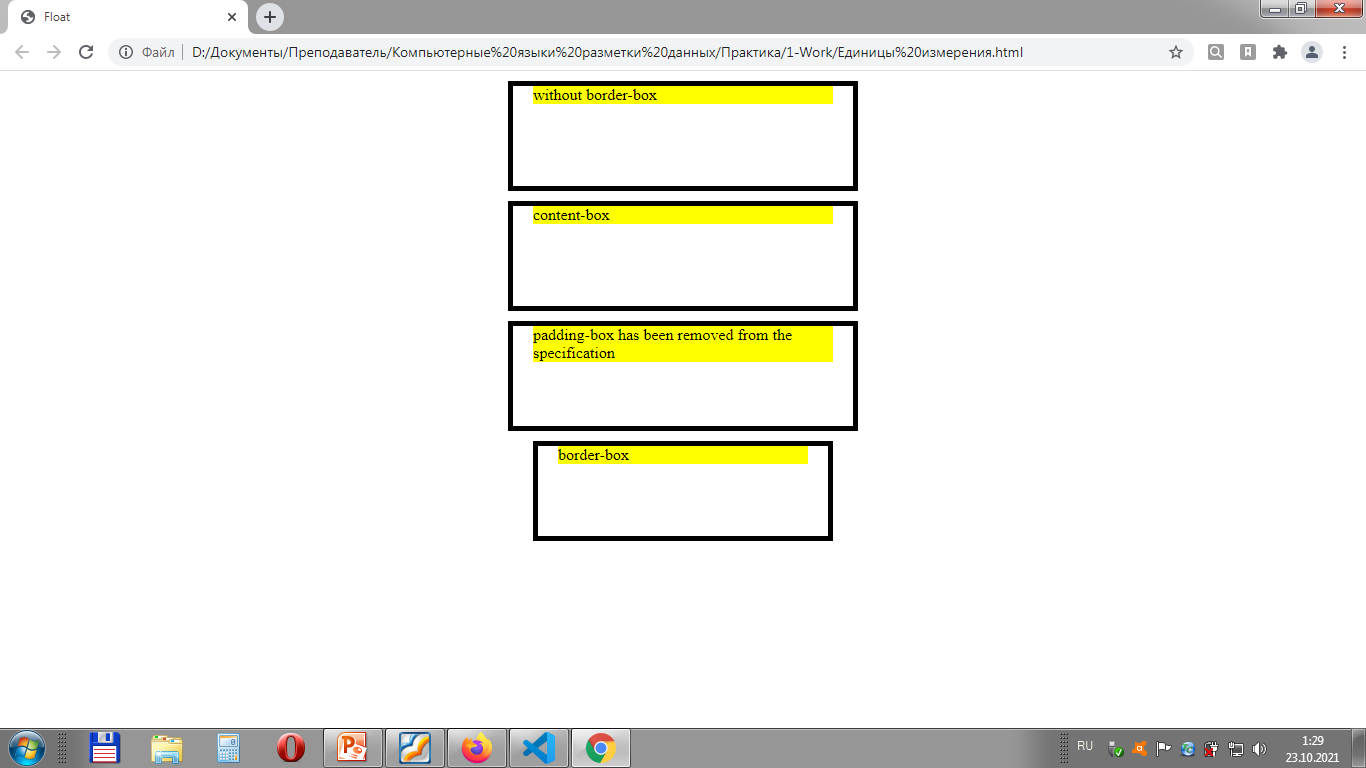 Float
Файл
D:/Документы/Преподаватель/Компьютерные%20языки%20разметки%20данных/Практика/1-Work/Единицы%20измерения.html
without border-box
content-box
padding-box has been removed from the
specification
border-box
RU
1:29
23.10.2021